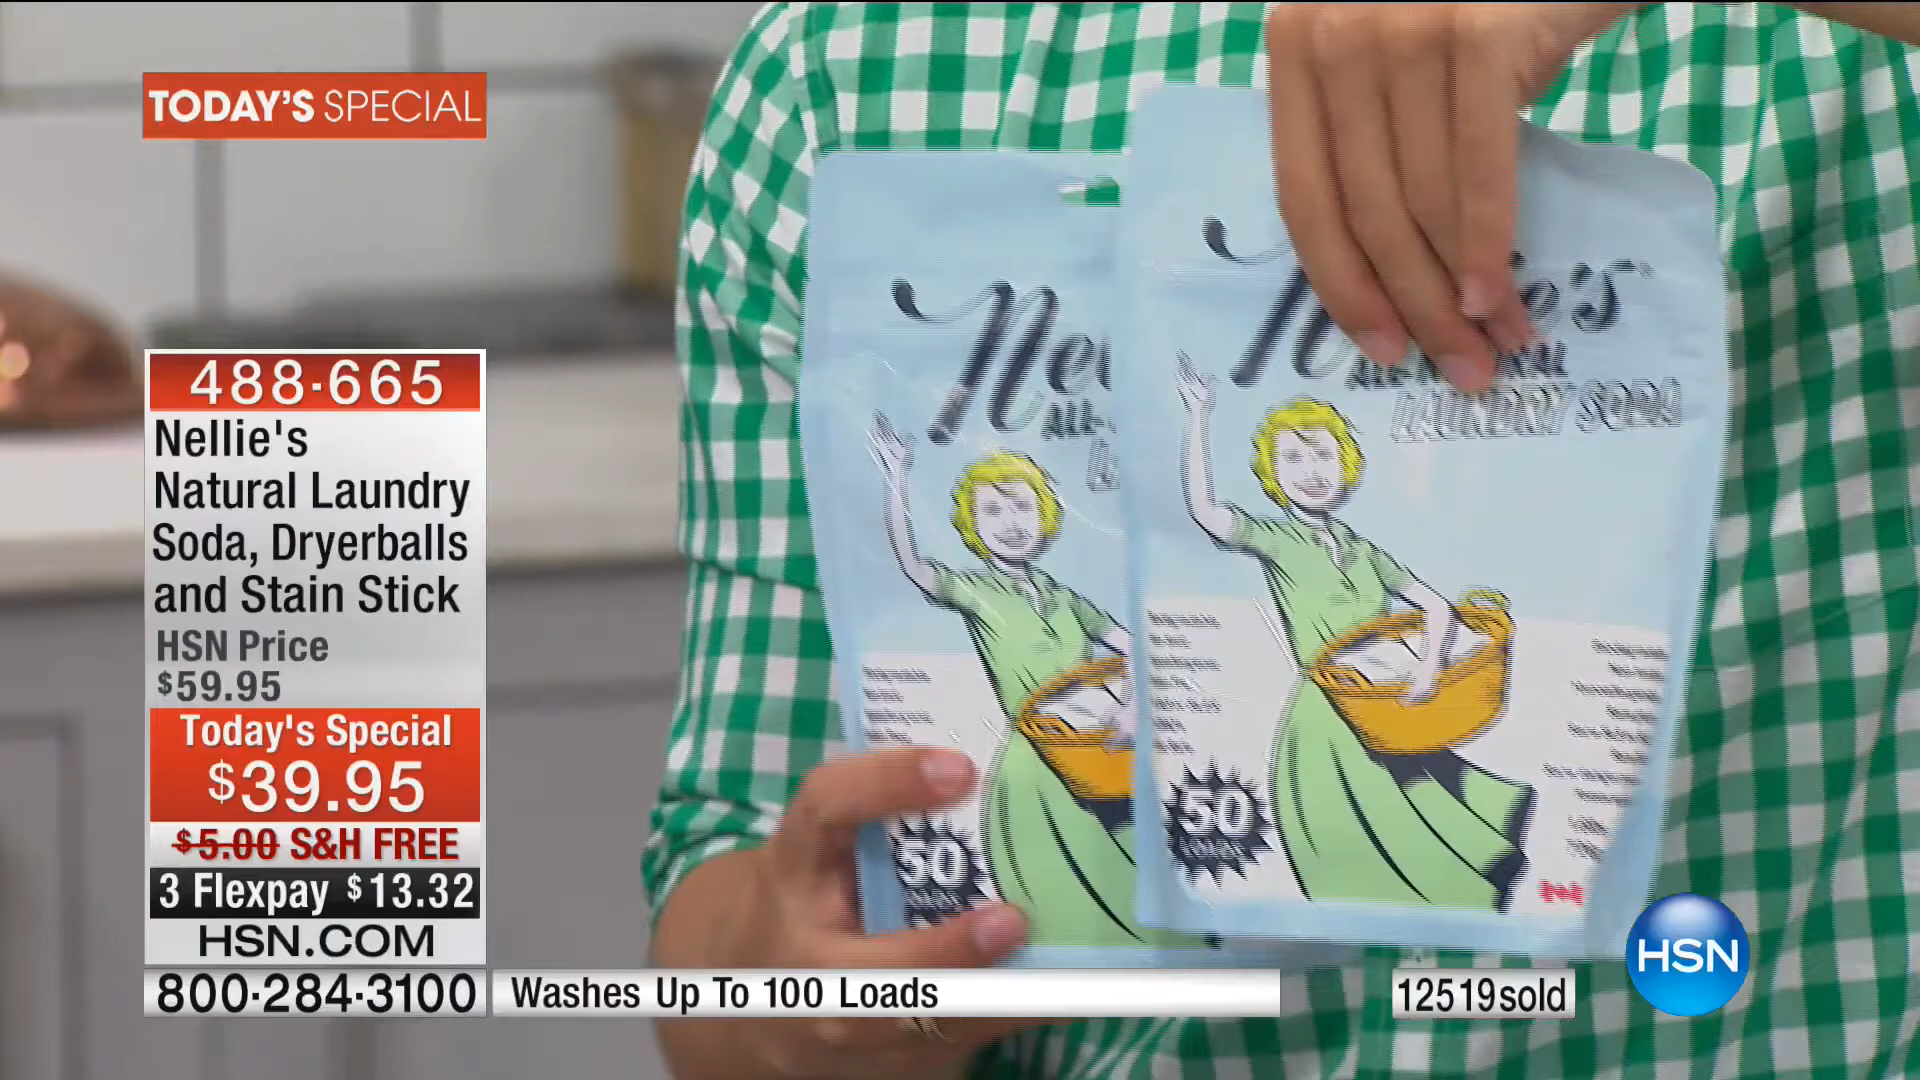 TODAY'S SPECIAL
488-665
Nellie's
Natural Laundry
Soda, Dryerballs
and Stain Stick
HSN Price
$59.95
Today's Special
$39.95
$5.00 S&H FREE
3 Flexpay $13.32
HSN.COM
800-284-3100
Washes Up To 100 Loads
12519sold
HSN
LAUNDRY SODA
50
50